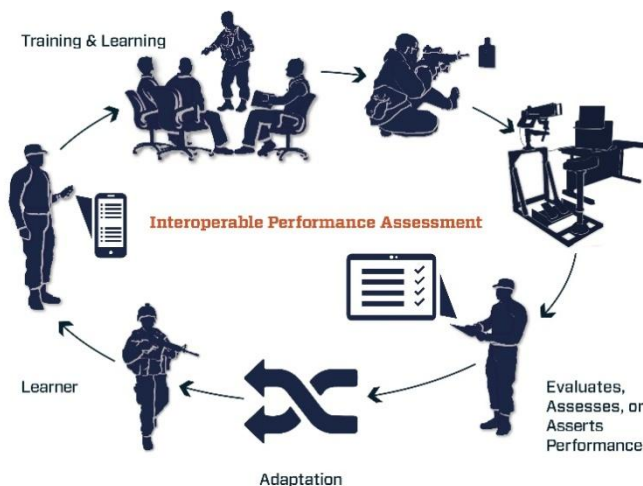 Training & Learning
Interoperable Performance Assessment
Learner
Evaluates,
Assesses, or
Asserts
Performance
Adaptation